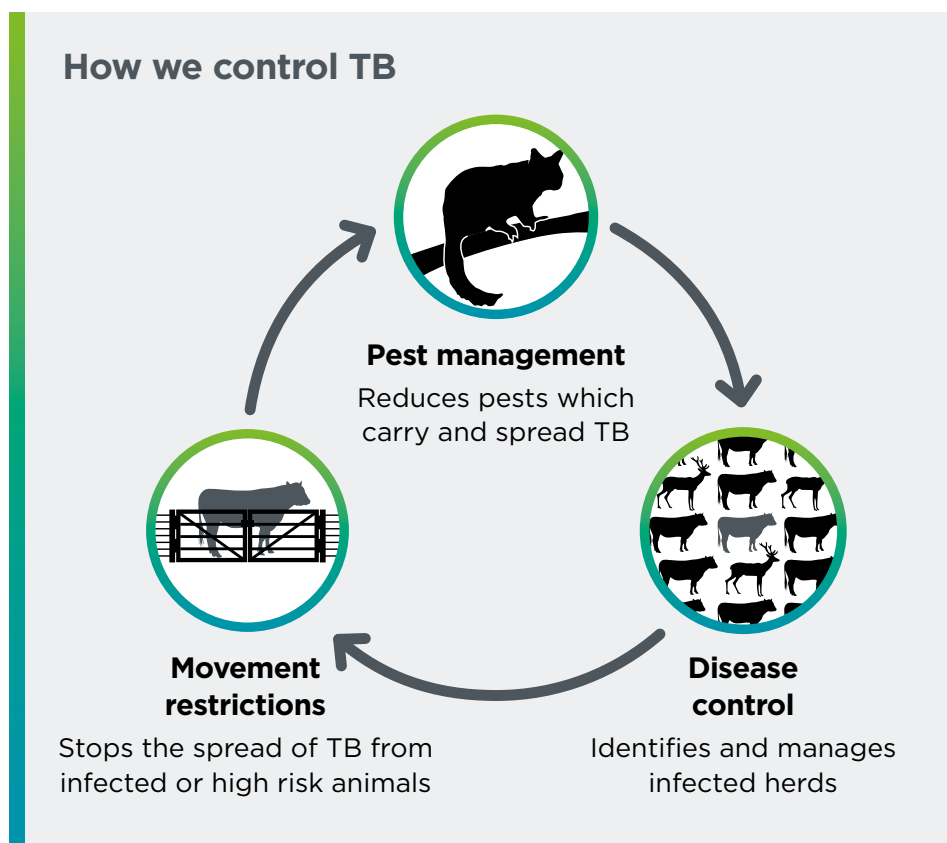 How we control TB
Pest management
Reduces pests which
carry and spread TB
Movement
restrictions
Stops the spread of TB from
infected or high risk animals
Disease
control
Identifies and manages
infected herds